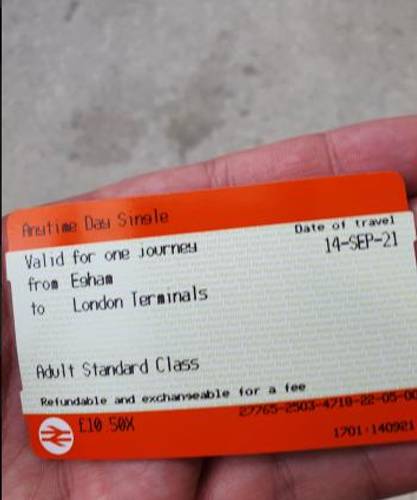 Anytime Day Single
Date of travel
14-SEP-21
Valid for one journey
from Egham
to London Terminals
Adult Standard Class
Refundable and exchangeable for a fee
27765-2503-4718-22-05-00
£10.50X
1701 140921